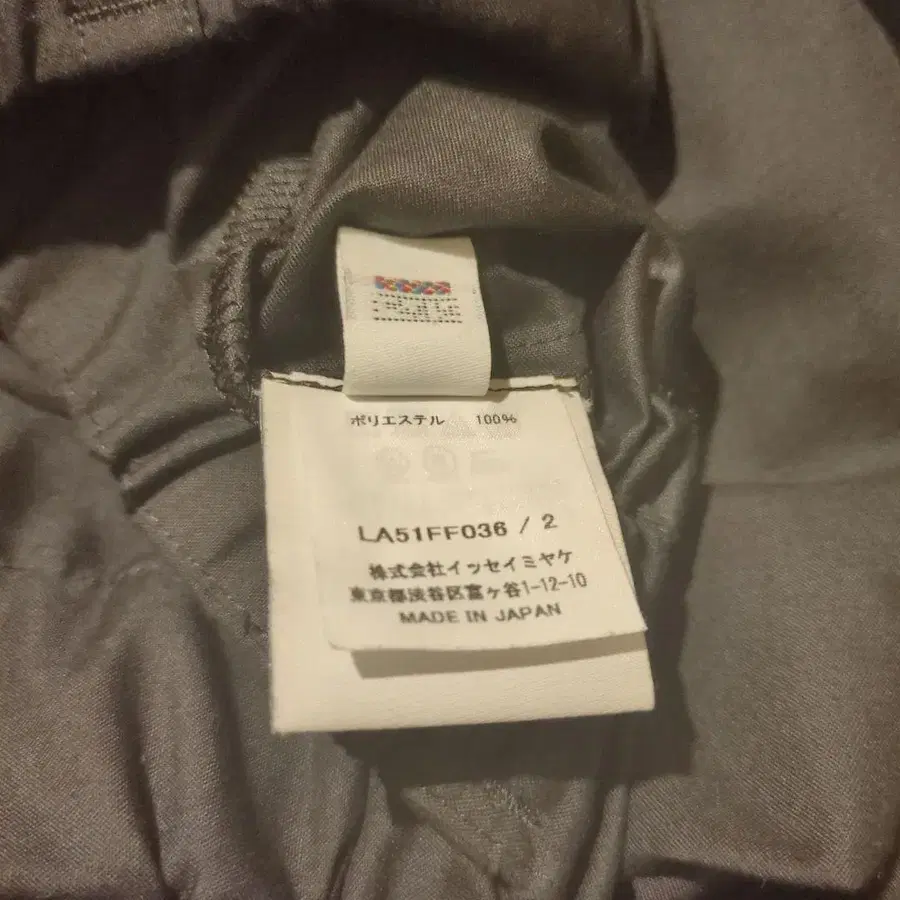 ポリエステル 100%
LA51FF036 / 2
株式会社イッセイミヤケ
東京都渋谷区富ヶ谷1-12-10
MADE IN JAPAN